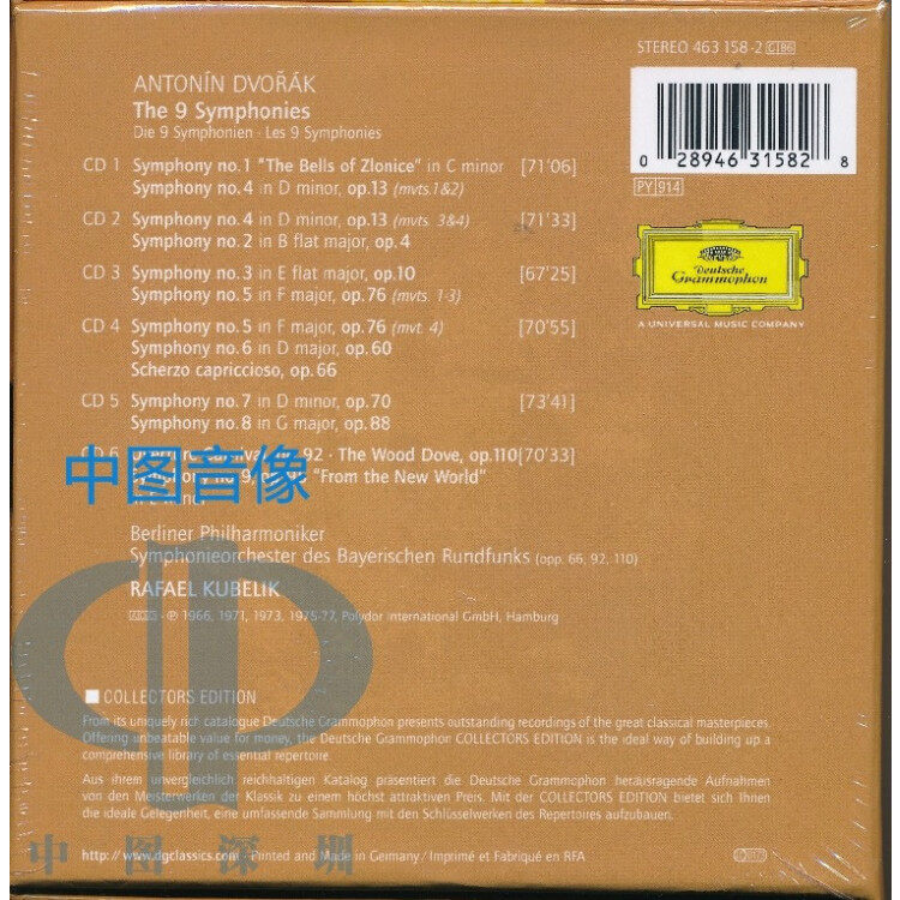 STEREO 463 158-2 C 86
0 28946 31582 8
PY 914
Deutsche
Grammophon
A UNIVERSAL MUSIC COMPANY
ANTONÍN DVOŘÁK
The 9 Symphonies
Die 9 Symphonien · Les 9 Symphonies
CD 1 Symphony no.1 "The Bells of Zlonice" in C minor [71'06]
Symphony no.4 in D minor, op.13 (mvts.1&2)
CD 2 Symphony no.4 in D minor, op.13 (mvts. 3&4) [71'33]
Symphony no.2 in B flat major, op.4
CD 3 Symphony no.3 in E flat major, op.10 [67'25]
Symphony no.5 in F major, op.76 (mvts. 1-3)
CD 4 Symphony no.5 in F major, op.76 (mvt. 4) [70'55]
Symphony no.6 in D major, op.60
Scherzo capriccioso, op.66
CD 5 Symphony no.7 in D minor, op.70 [73'41]
Symphony no.8 in G major, op.88
CD 6 Carnival, 92 · The Wood Dove, op.110 [70'33]
Symphony no.9, "From the New World"
中图音像
Berliner Philharmoniker
Symphonieorchester des Bayerischen Rundfunks (opp. 66, 92, 110)
RAFAEL KUBELIK
℗ 1966, 1971, 1973, 1975-77, Polydor International GmbH, Hamburg
COLLECTORS EDITION
From its uniquely rich catalogue Deutsche Grammophon presents outstanding recordings of the great classical masterpieces.
Offering unbeatable value for money, the Deutsche Grammophon COLLECTORS EDITION is the ideal way of building up a
comprehensive library of essential repertoire.
Aus ihrem unvergleichlich reichhaltigen Katalog präsentiert die Deutsche Grammophon herausragende Aufnahmen
von den Meisterwerken der Klassik zu einem höchst attraktiven Preis. Mit der COLLECTORS EDITION bietet sich Ihnen
die ideale Gelegenheit, eine umfassende Sammlung mit den Schlüsselwerken des Repertoires aufzubauen.
中图深圳
http://www.dgclassics.com Printed and Made in Germany / Imprimé et Fabriqué en RFA